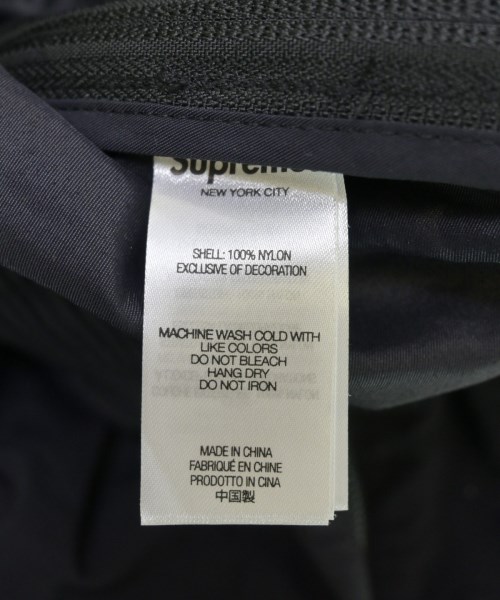 Supreme
NEW YORK CITY
SHELL: 100% NYLON
EXCLUSIVE OF DECORATION
MACHINE WASH COLD WITH
LIKE COLORS
DO NOT BLEACH
HANG DRY
DO NOT IRON
MADE IN CHINA
FABRIQUÉ EN CHINE
PRODOTTO IN CINA
中国製